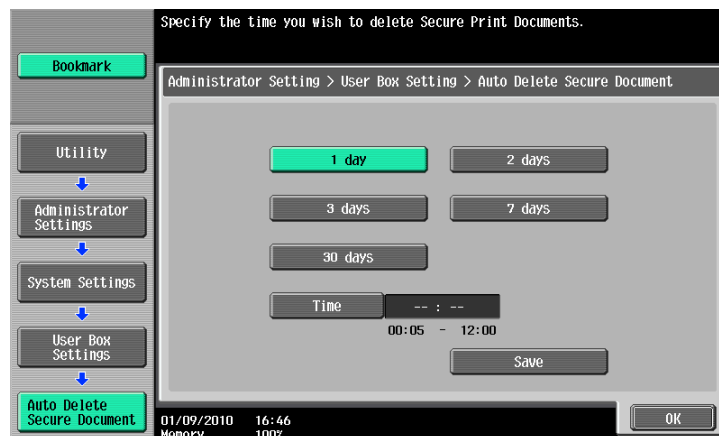 Specify the time you wish to delete Secure Print Documents.
Bookmark
Administrator Setting > User Box Setting > Auto Delete Secure Document
Utility
Administrator
Settings
System Settings
User Box
Settings
Auto Delete
Secure Document
1 day
2 days
3 days
7 days
30 days
Time
-- : --
00:05 - 12:00
Save
01/09/2010 16:46
Memory 100%
OK